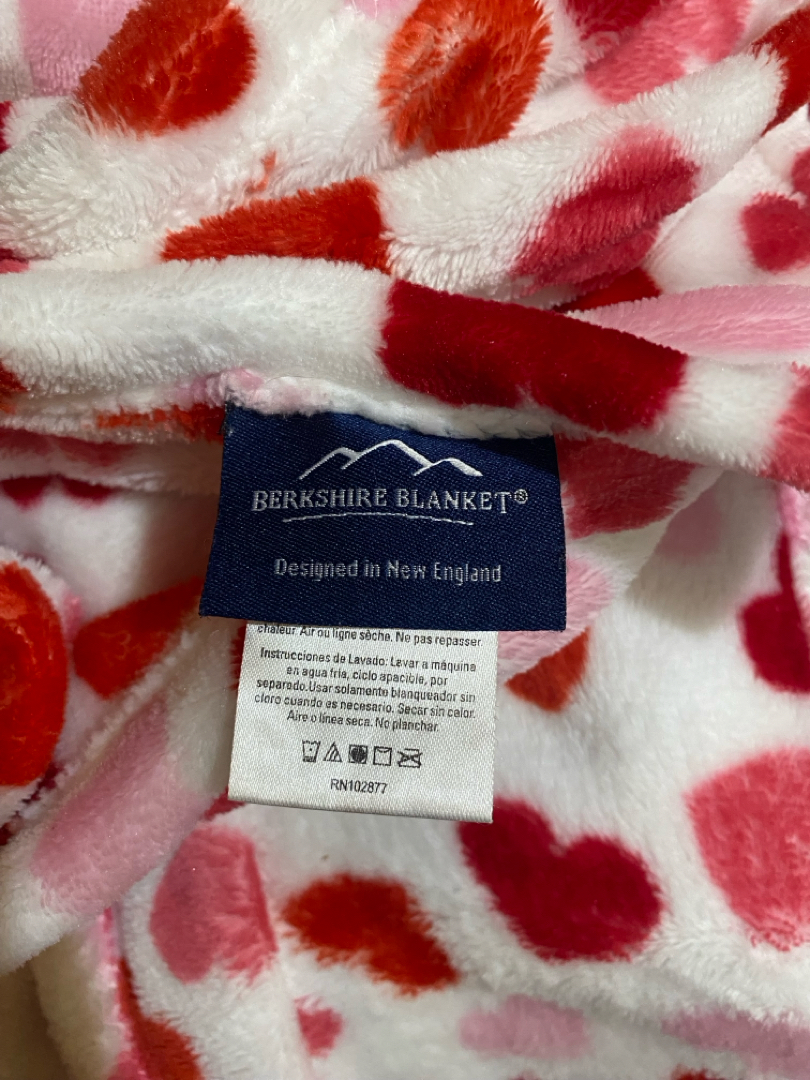 BERKSHIRE BLANKET®
Designed in New England
chaleur. Air ou ligne sèche. Ne pas repasser.
Instrucciones de Lavado: Lavar a máquina
en agua fría, ciclo apacible, por
separado.Usar solamente blanqueador sin
cloro cuando es necesario. Secar sin calor.
Aire o línea seca. No planchar.
RN102877